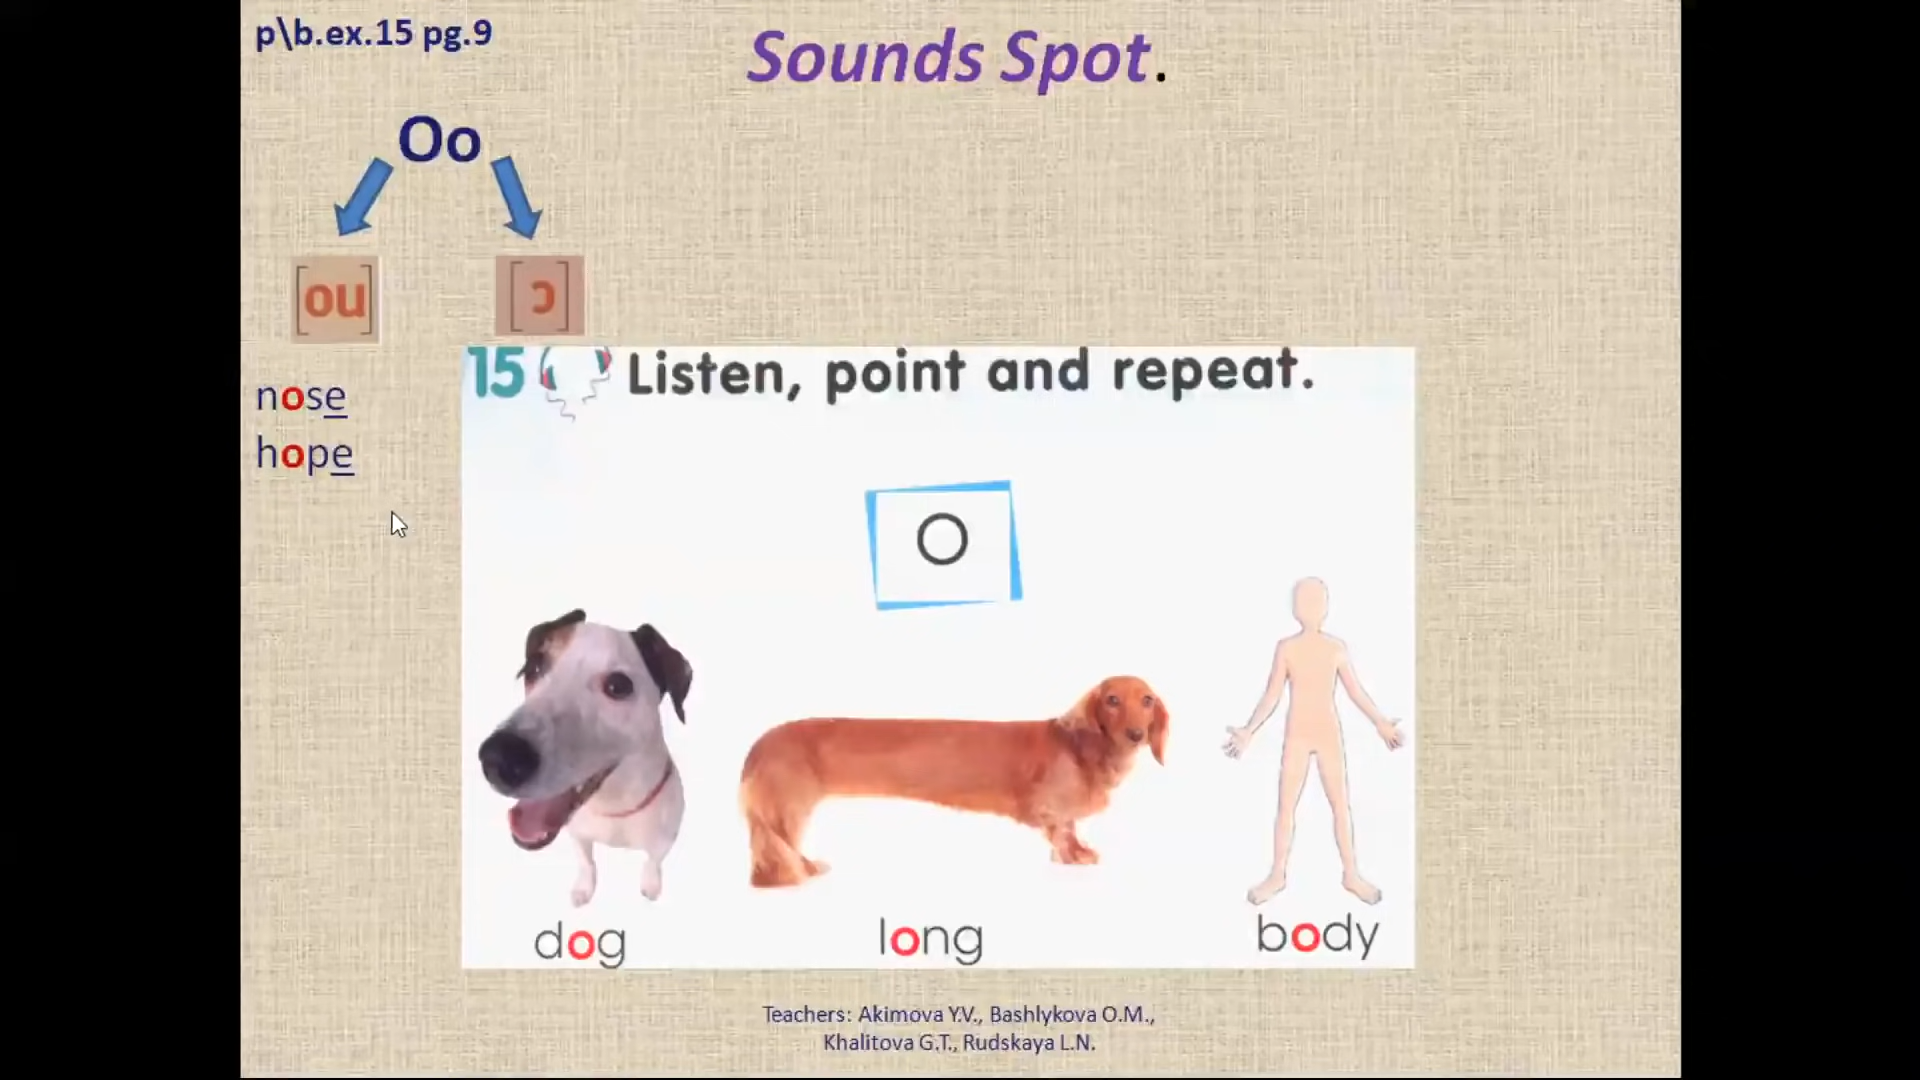 p\b.ex.15 pg.9
Sounds Spot.
Oo
[ou]
[ɔ]
nose
hope
15 Listen, point and repeat.
o
dog
long
body
Teachers: Akimova Y.V., Bashlykova O.M.,
Khalitova G.T., Rudskaya L.N.